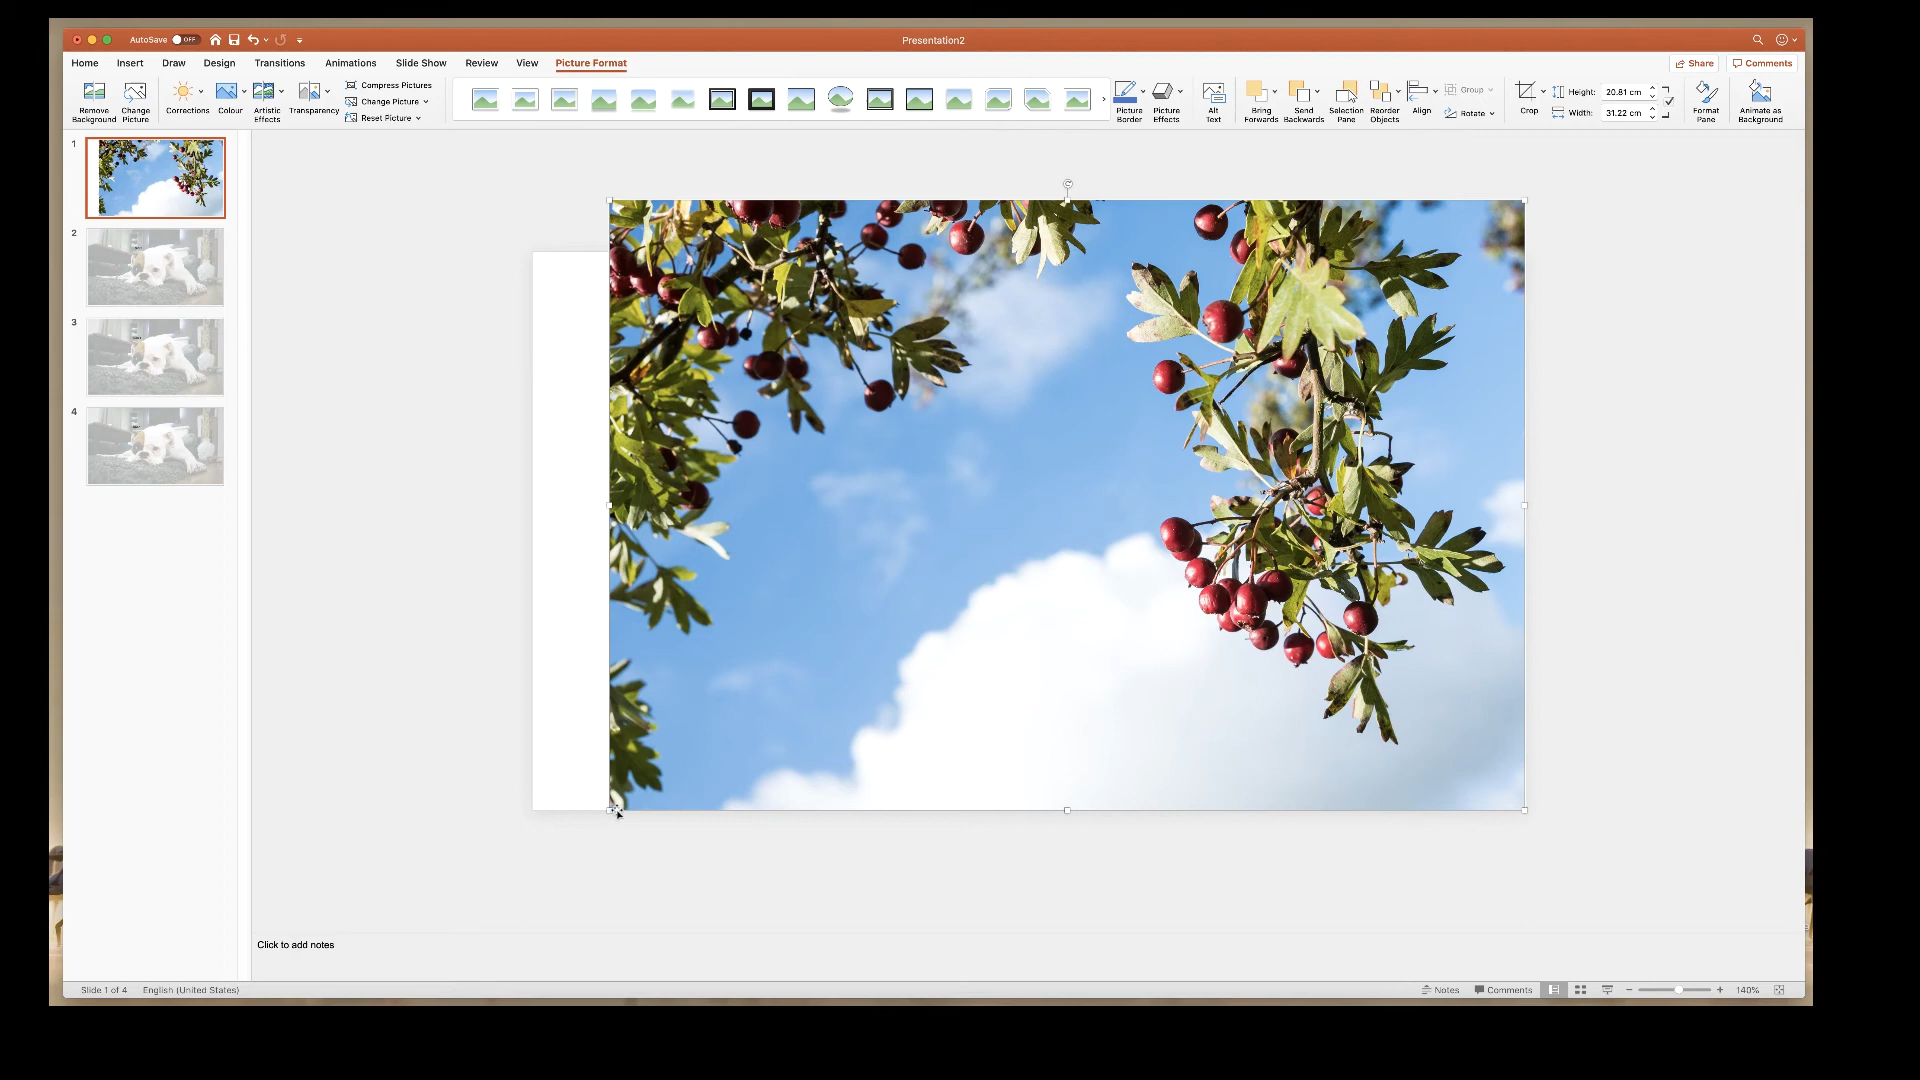 AutoSave OFF
Presentation2
Home Insert Draw Design Transitions Animations Slide Show Review View Picture Format
Share Comments
Remove Background
Change Picture
Corrections
Colour
Artistic Effects
Transparency
Compress Pictures
Change Picture
Reset Picture
Picture Border
Picture Effects
Alt Text
Bring Forwards
Send Backwards
Selection Pane
Reorder Objects
Align
Group
Rotate
Crop
Height: 20.81 cm
Width: 31.22 cm
Format Pane
Animate as Background
1
2
3
4
Click to add notes
Slide 1 of 4 English (United States)
Notes Comments 140%